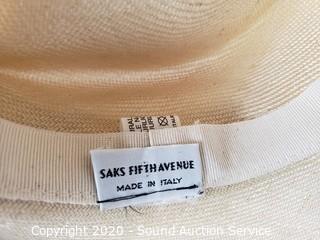 SAKS FIFTH AVENUE
MADE IN ITALY
Copyright 2020 - Sound Auction Service